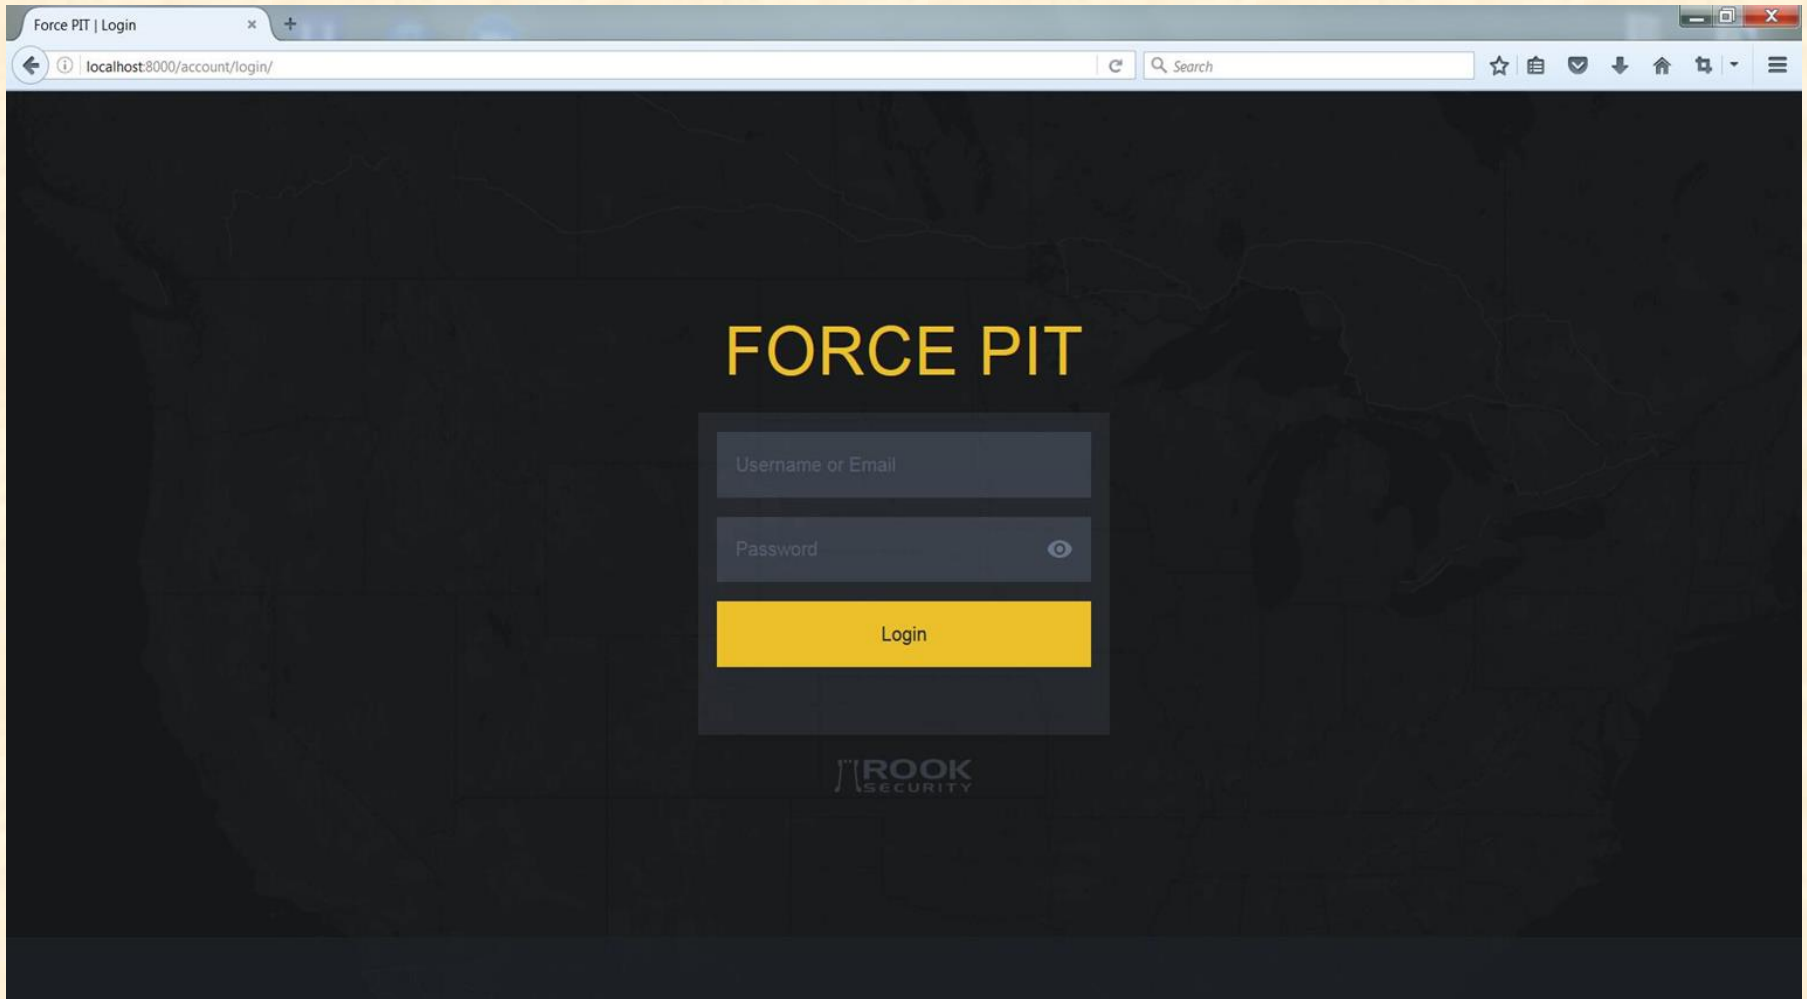 Force PIT | Login
localhost:8000/account/login/
Search
FORCE PIT
Username or Email
Password
Login
ROOK
SECURITY